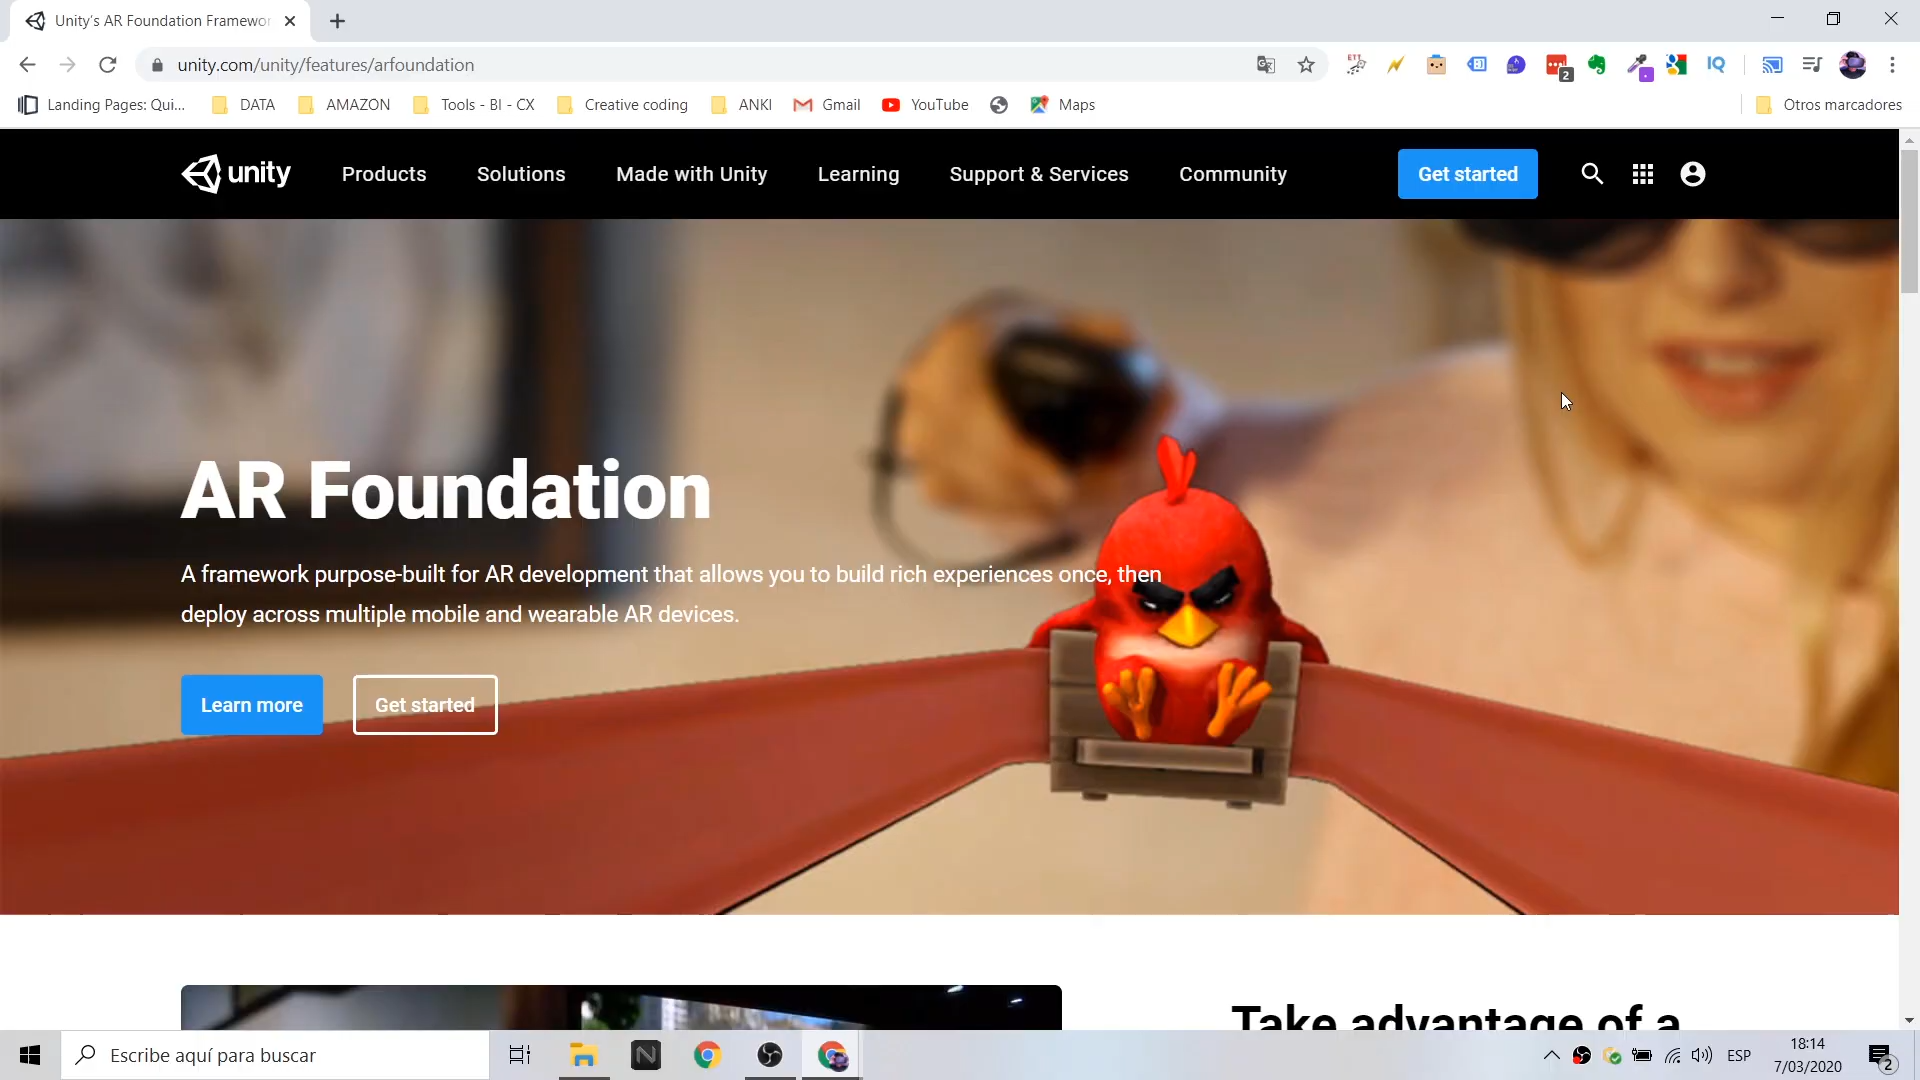 Unity's AR Foundation Framewor
unity.com/unity/features/arfoundation
ETT
2
IQ
Landing Pages: Qui...
DATA
AMAZON
Tools - BI - CX
Creative coding
ANKI
Gmail
YouTube
Maps
Otros marcadores
unity
Products
Solutions
Made with Unity
Learning
Support & Services
Community
Get started
AR Foundation
A framework purpose-built for AR development that allows you to build rich experiences once, then
deploy across multiple mobile and wearable AR devices.
Learn more
Get started
Take advantage of a
Escribe aquí para buscar
ESP
18:14
7/03/2020
2